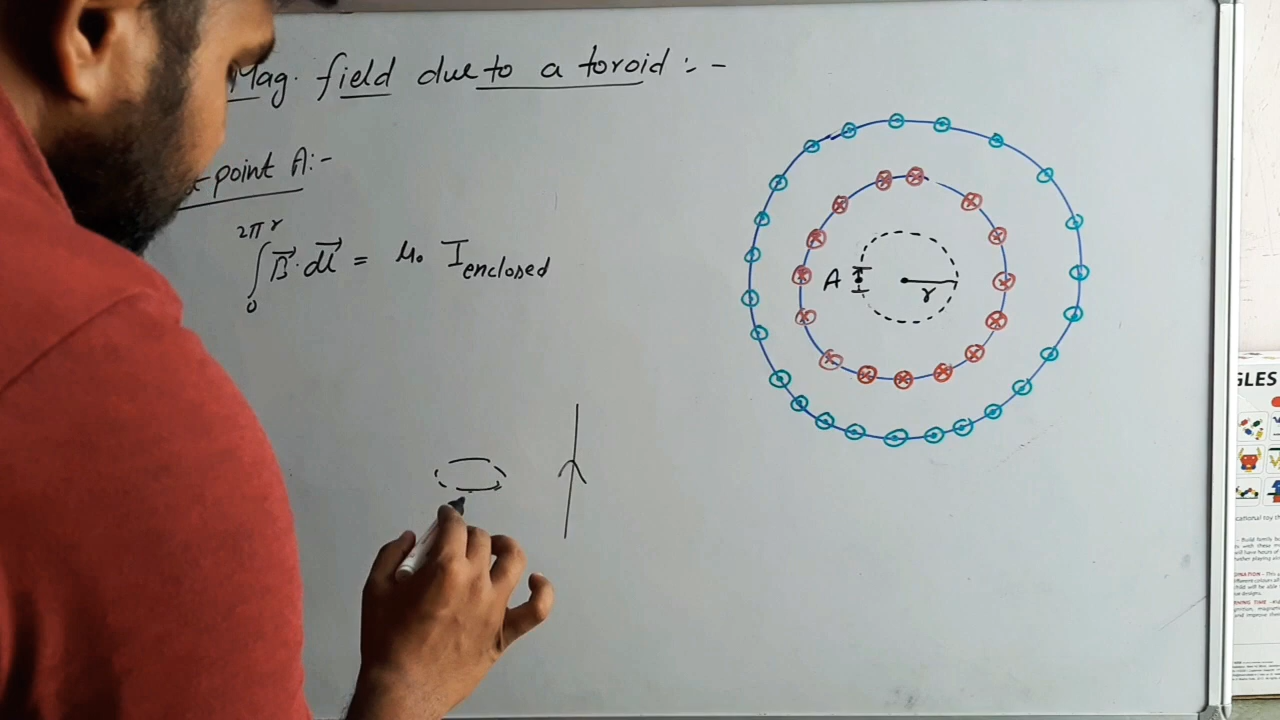 Mag. field due to a toroid :-
point A:-
2πr
∫ B⃗·dl⃗ = μ₀ I enclosed
0
A
r
GLES